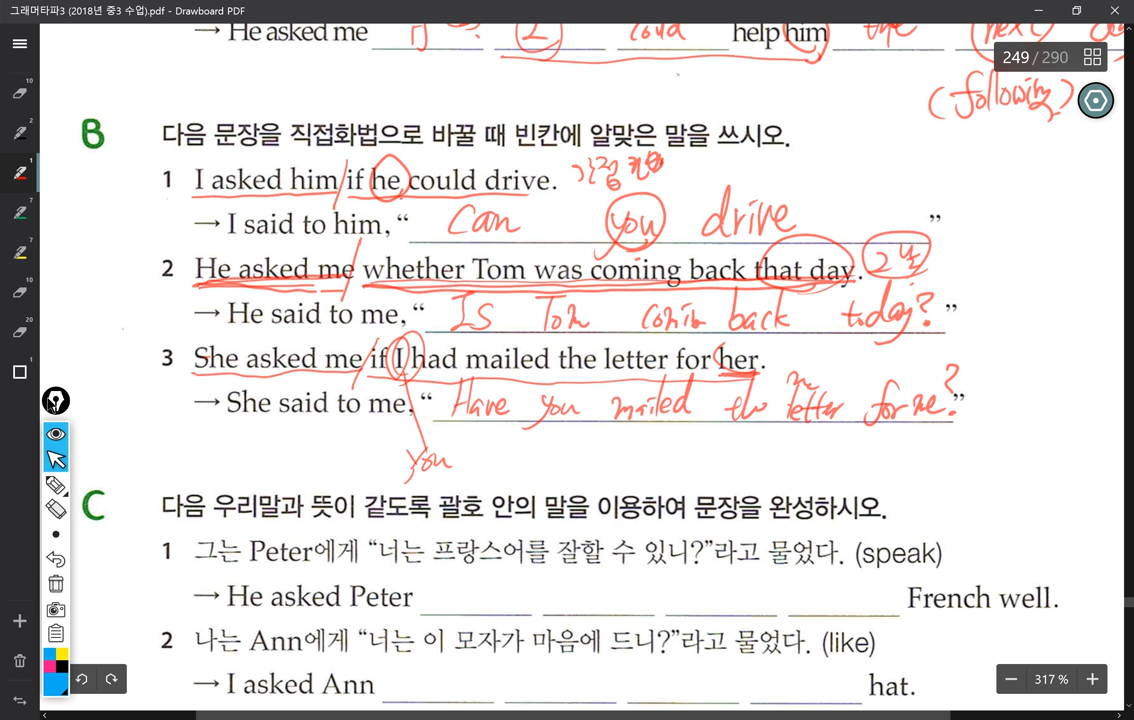 그래머타파3 (2018년 중3 수업).pdf - Drawboard PDF
→ He asked me if I could help him the (next)
249 / 290
(following)
B 다음 문장을 직접화법으로 바꿀 때 빈칸에 알맞은 말을 쓰시오.
1 I asked him / if he could drive.
→ I said to him, “ Can you drive ”
2 He asked me / whether Tom was coming back that day.
→ He said to me, “ Is Tom comin back today? ”
3 She asked me / if I had mailed the letter for her.
→ She said to me, “ Have you mailed the letter for me? ”
you
C 다음 우리말과 뜻이 같도록 괄호 안의 말을 이용하여 문장을 완성하시오.
1 그는 Peter에게 “너는 프랑스어를 잘할 수 있니?”라고 물었다. (speak)
→ He asked Peter French well.
2 나는 Ann에게 “너는 이 모자가 마음에 드니?”라고 물었다. (like)
→ I asked Ann hat.
317 %
10
2
1
7
7
10
20
1